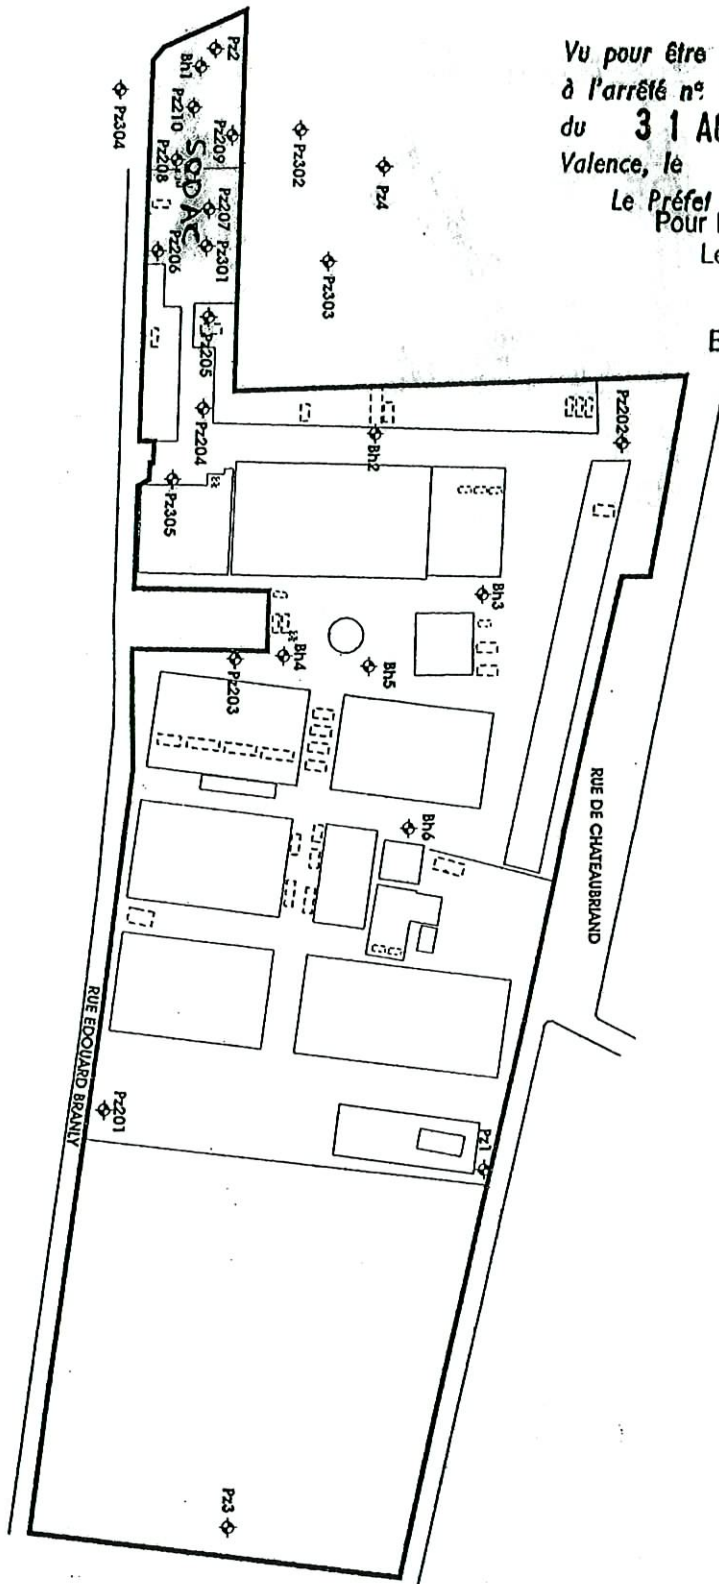 Vu pour être
à l'arrêté nº
du 31 A
Valence, le
Le Préfet
Pour
Le
Pz2
Bh1
Pz210
Pz209
Pz304
Pz208
SODAC
Pz207
Pz206
Pz301
Pz302
Pz4
Pz303
Pz205
Pz204
Pz305
Bh2
Pz202
Bh3
Bh4
Bh5
Pz203
Bh6
RUE DE CHATEAUBRIAND
RUE EDOUARD BRANLY
Pz201
Pz1
Pz3